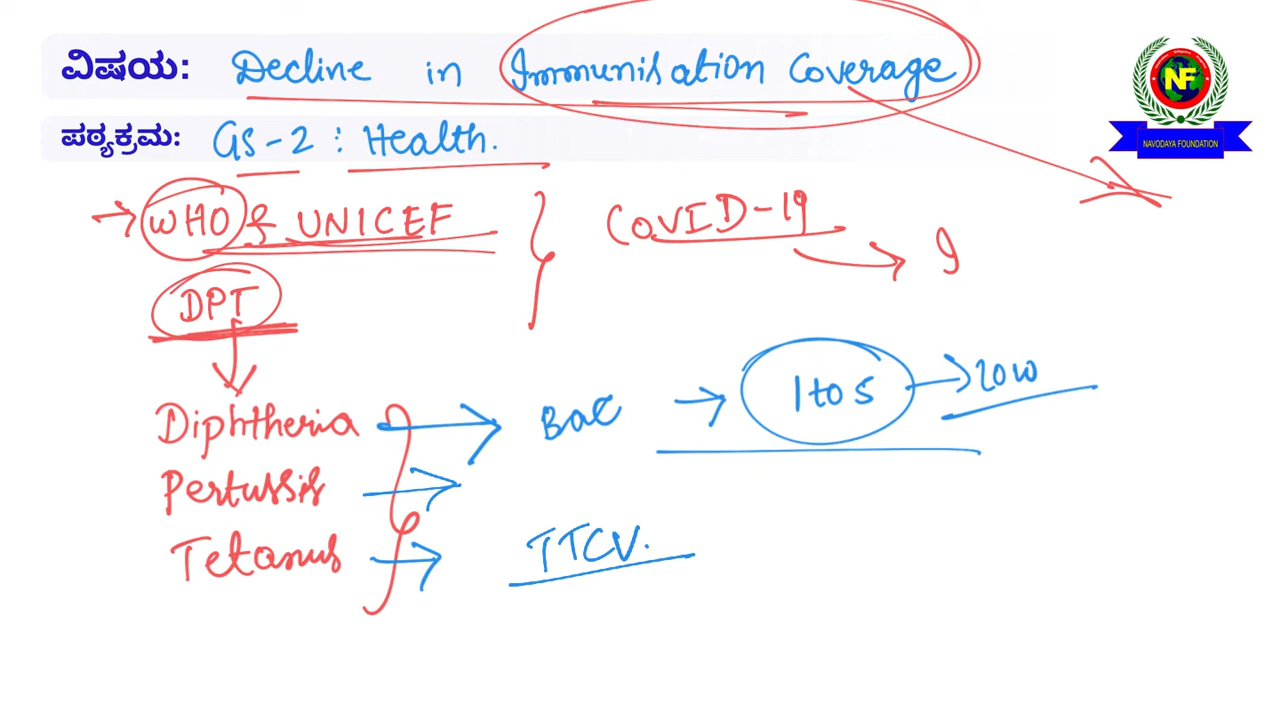 ವಿಷಯ: Decline in Immunisation Coverage
ಪಠ್ಯಕ್ರಮ: GS-2 : Health.
NF
NAVODAYA FOUNDATION
→ WHO & UNICEF } COVID-19 →
DPT
Diphtheria → Bac → 1 to 5 →
Pertussis →
Tetanus → TTCV.